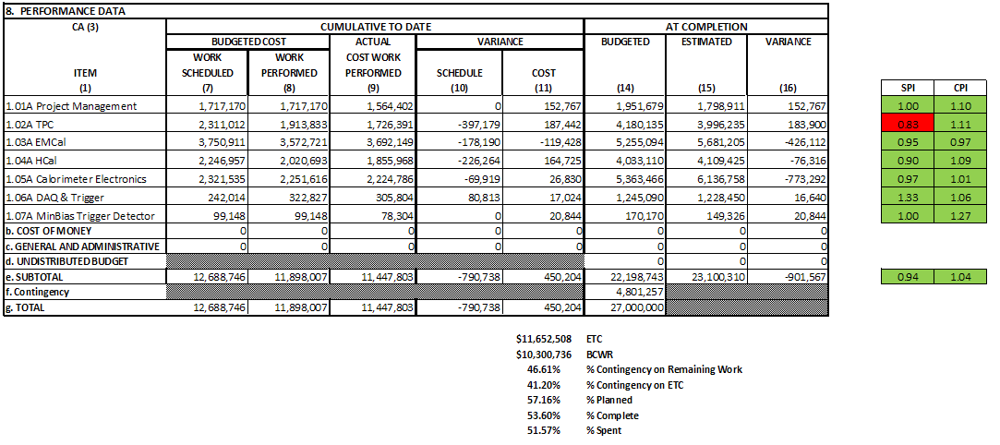 8. PERFORMANCE DATA
CA (3) CUMULATIVE TO DATE AT COMPLETION
BUDGETED COST ACTUAL VARIANCE BUDGETED ESTIMATED VARIANCE
WORK WORK COST WORK
SCHEDULED PERFORMED PERFORMED SCHEDULE COST
ITEM
(1) (7) (8) (9) (10) (11) (14) (15) (16) SPI CPI
1.01A Project Management 1,717,170 1,717,170 1,564,402 0 152,767 1,951,679 1,798,911 152,767 1.00 1.10
1.02A TPC 2,311,012 1,913,833 1,726,391 -397,179 187,442 4,180,135 3,996,235 183,900 0.83 1.11
1.03A EMCal 3,750,911 3,572,721 3,692,149 -178,190 -119,428 5,255,094 5,681,205 -426,112 0.95 0.97
1.04A HCal 2,246,957 2,020,693 1,855,968 -226,264 164,725 4,033,110 4,109,425 -76,316 0.90 1.09
1.05A Calorimeter Electronics 2,321,535 2,251,616 2,224,786 -69,919 26,830 5,363,466 6,136,758 -773,292 0.97 1.01
1.06A DAQ & Trigger 242,014 322,827 305,804 80,813 17,024 1,245,090 1,228,450 16,640 1.33 1.06
1.07A MinBias Trigger Detector 99,148 99,148 78,304 0 20,844 170,170 149,326 20,844 1.00 1.27
b. COST OF MONEY 0 0 0 0 0 0 0 0
c. GENERAL AND ADMINISTRATIVE 0 0 0 0 0 0 0 0
d. UNDISTRIBUTED BUDGET 0 0 0
e. SUBTOTAL 12,688,746 11,898,007 11,447,803 -790,738 450,204 22,198,743 23,100,310 -901,567 0.94 1.04
f. Contingency 4,801,257
g. TOTAL 12,688,746 11,898,007 11,447,803 -790,738 450,204 27,000,000
$11,652,508 ETC
$10,300,736 BCWR
46.61% % Contingency on Remaining Work
41.20% % Contingency on ETC
57.16% % Planned
53.60% % Complete
51.57% % Spent